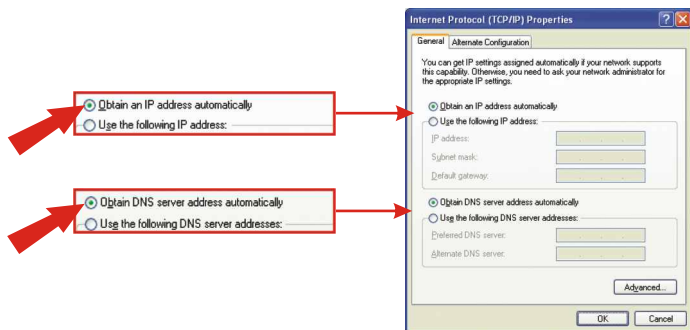 Internet Protocol (TCP/IP) Properties
General
Alternate Configuration
You can get IP settings assigned automatically if your network supports
this capability. Otherwise, you need to ask your network administrator for
the appropriate IP settings.
Obtain an IP address automatically
Use the following IP address:
Obtain an IP address automatically
Use the following IP address:
IP address:
Subnet mask:
Default gateway:
Obtain DNS server address automatically
Use the following DNS server addresses:
Obtain DNS server address automatically
Use the following DNS server addresses:
Preferred DNS server:
Alternate DNS server:
Advanced...
OK
Cancel